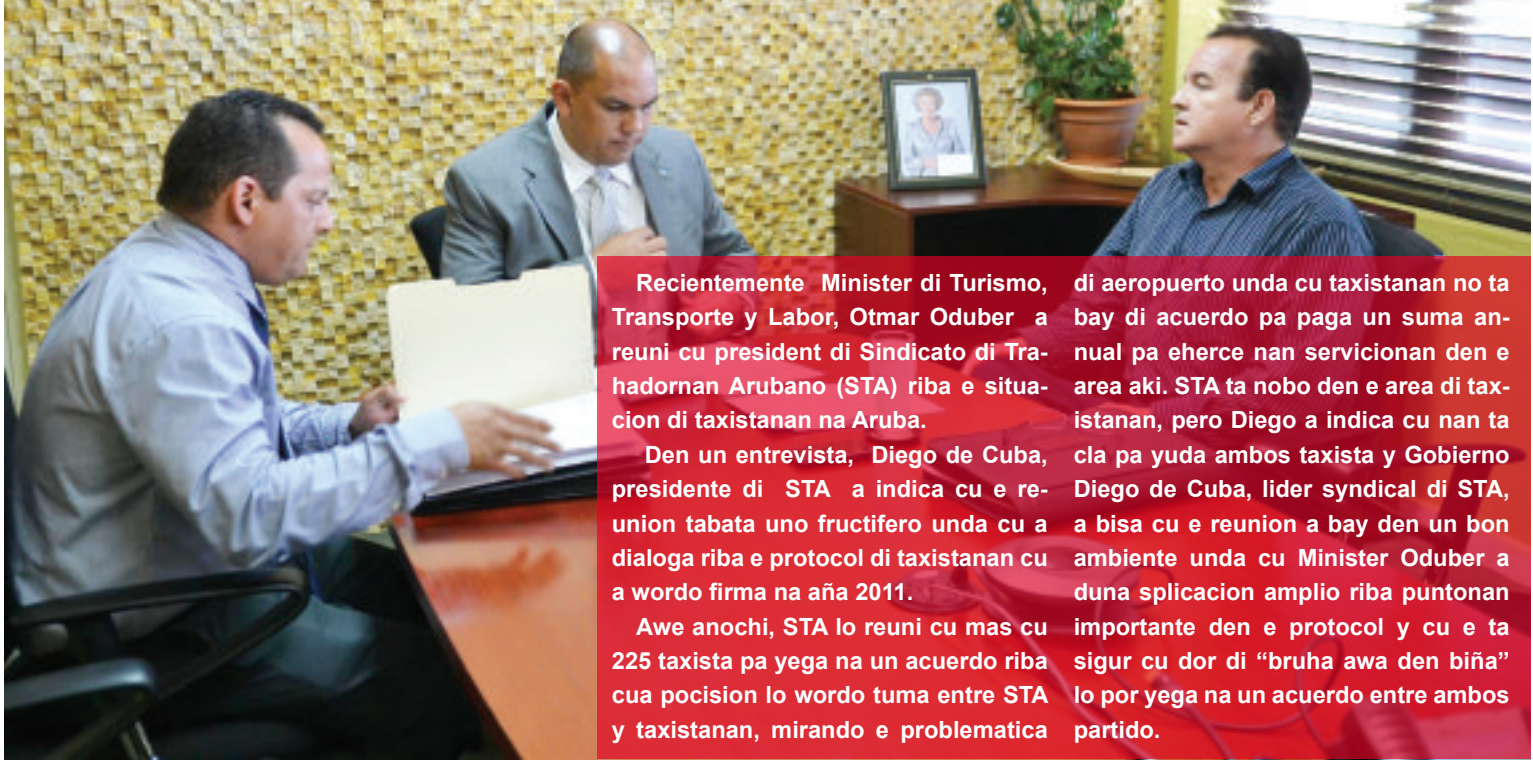 Recientemente Minister di Turismo,
Transporte y Labor, Otmar Oduber a
reuni cu president di Sindicato di Tra-
hadornan Arubano (STA) riba e situa-
cion di taxistanan na Aruba.
Den un entrevista, Diego de Cuba,
presidente di STA a indica cu e re-
union tabata uno fructifero unda cu a
dialoga riba e protocol di taxistanan cu
a wordo firma na aña 2011.
Awe anochi, STA lo reuni cu mas cu
225 taxista pa yega na un acuerdo riba
cua pocision lo wordo tuma entre STA
y taxistanan, mirando e problematica
di aeropuerto unda cu taxistanan no ta
bay di acuerdo pa paga un suma an-
nual pa eherce nan servicionan den e
area aki. STA ta nobo den e area di tax-
istanan, pero Diego a indica cu nan ta
cla pa yuda ambos taxista y Gobierno
Diego de Cuba, lider syndical di STA,
a bisa cu e reunion a bay den un bon
ambiente unda cu Minister Oduber a
duna splicacion amplio riba puntonan
importante den e protocol y cu e ta
sigur cu dor di “bruha awa den biña”
lo por yega na un acuerdo entre ambos
partido.